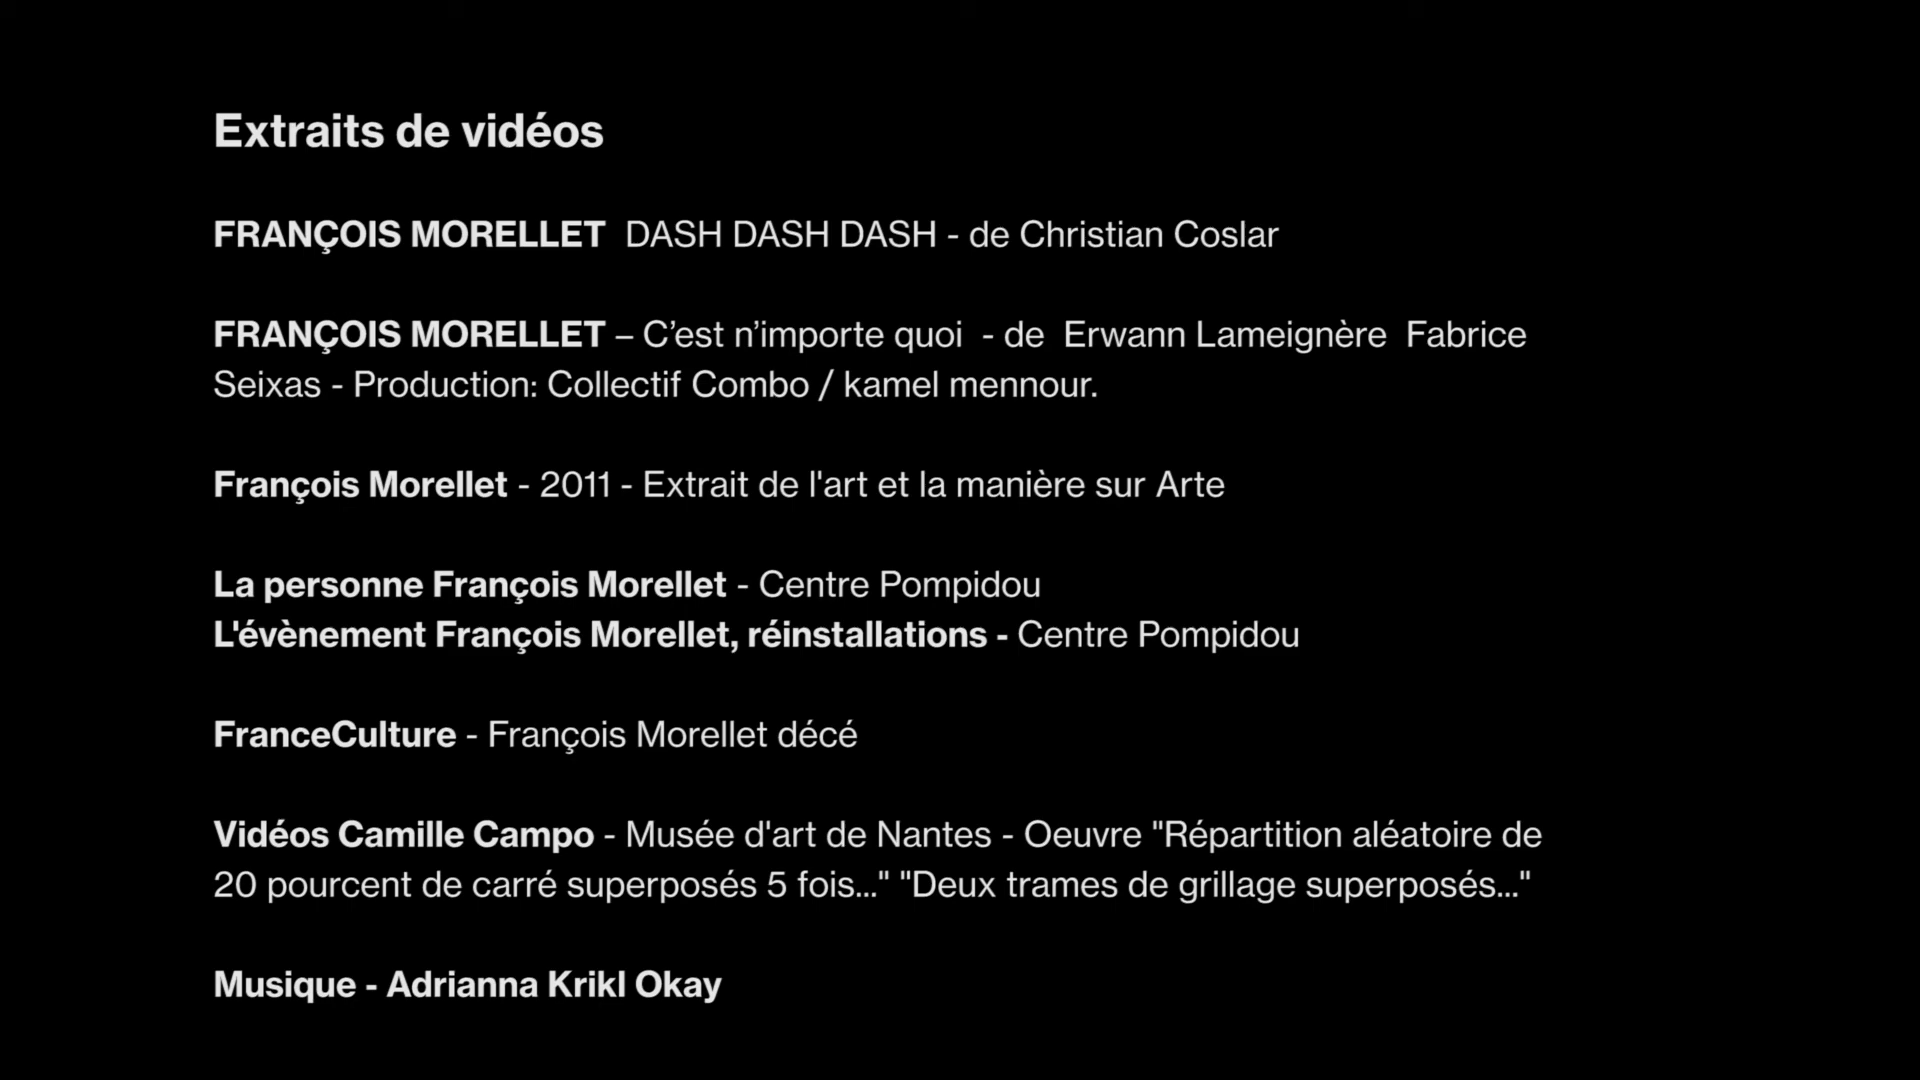 Extraits de vidéos
FRANÇOIS MORELLET  DASH DASH DASH - de Christian Coslar
FRANÇOIS MORELLET – C’est n’importe quoi  - de  Erwann Lameignère  Fabrice
Seixas - Production: Collectif Combo / kamel mennour.
François Morellet - 2011 - Extrait de l'art et la manière sur Arte
La personne François Morellet - Centre Pompidou
L'évènement François Morellet, réinstallations - Centre Pompidou
FranceCulture - François Morellet décé
Vidéos Camille Campo - Musée d'art de Nantes - Oeuvre "Répartition aléatoire de
20 pourcent de carré superposés 5 fois..." "Deux trames de grillage superposés..."
Musique - Adrianna Krikl Okay